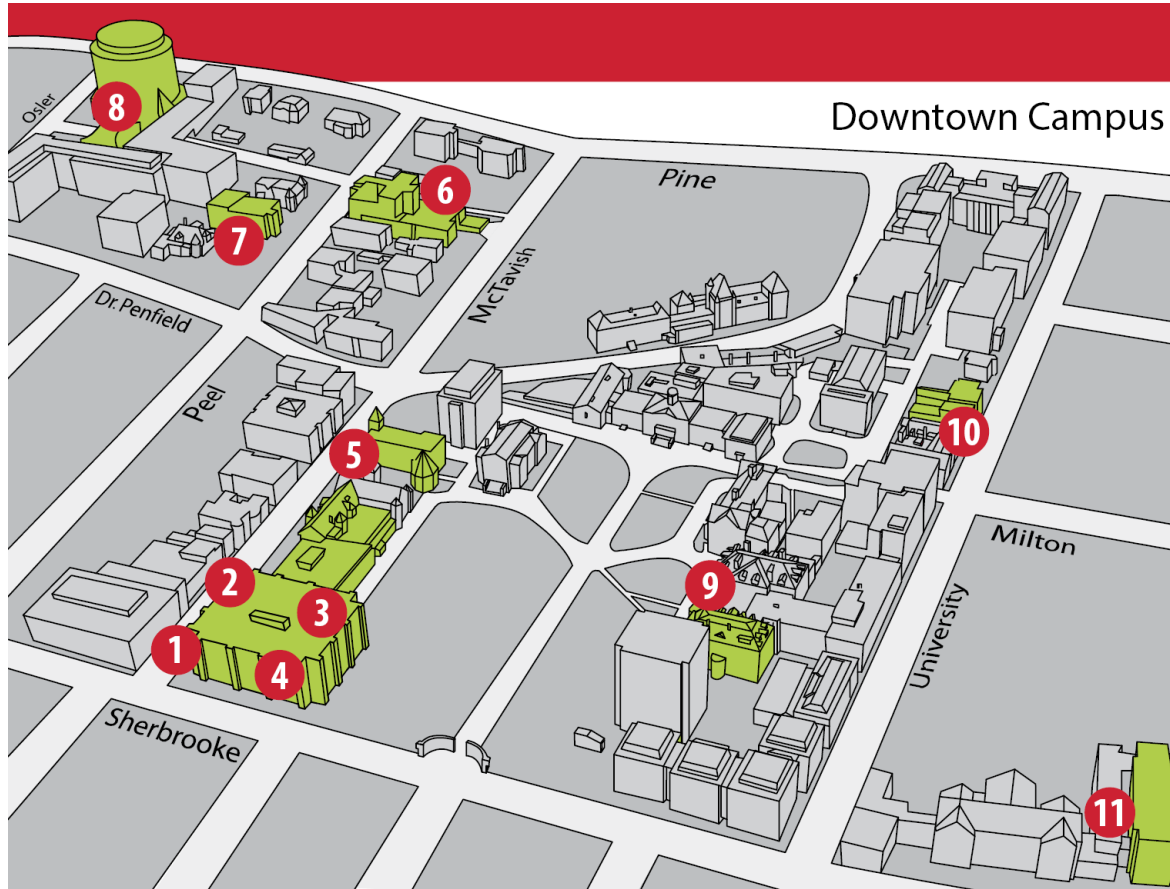 Downtown Campus
Osler
8
Pine
6
7
McTavish
Dr. Penfield
Peel
10
5
Milton
9
2
3
University
1
4
Sherbrooke
11